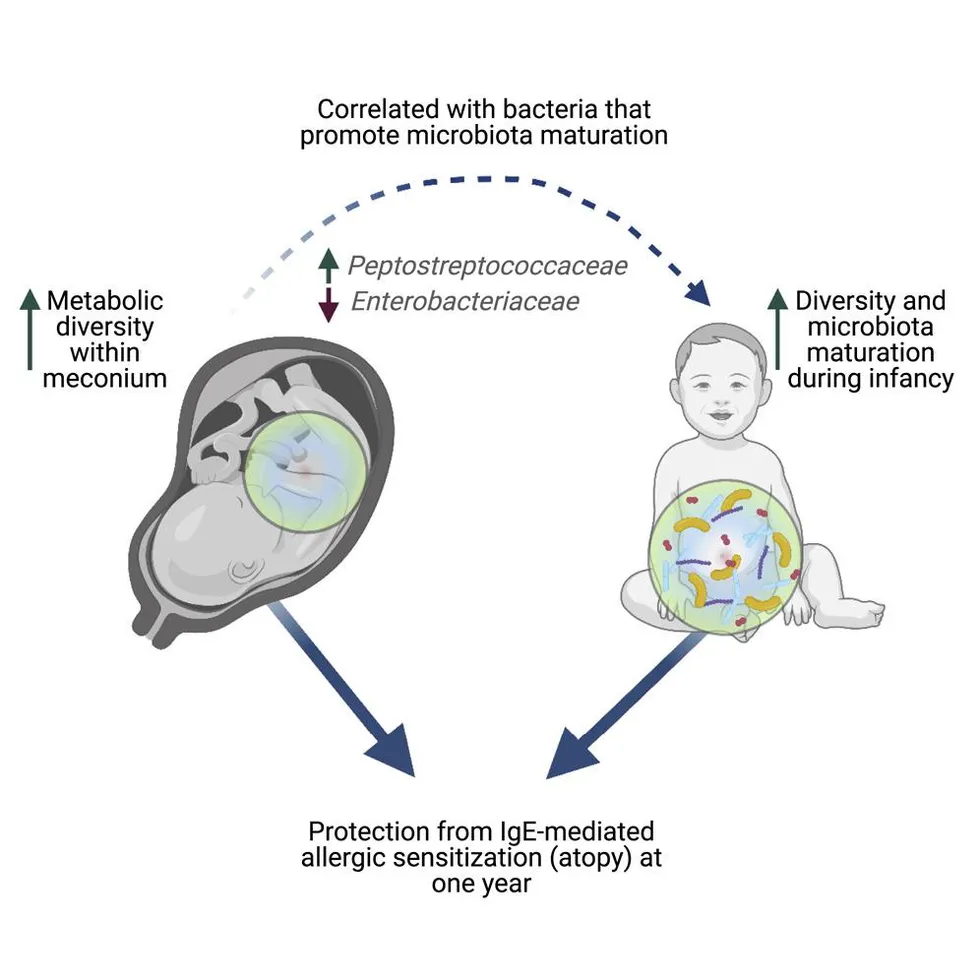 Correlated with bacteria that
promote microbiota maturation
Peptostreptococcaceae
Enterobacteriaceae
Metabolic
diversity
within
meconium
Diversity and
microbiota
maturation
during infancy
Protection from IgE-mediated
allergic sensitization (atopy) at
one year